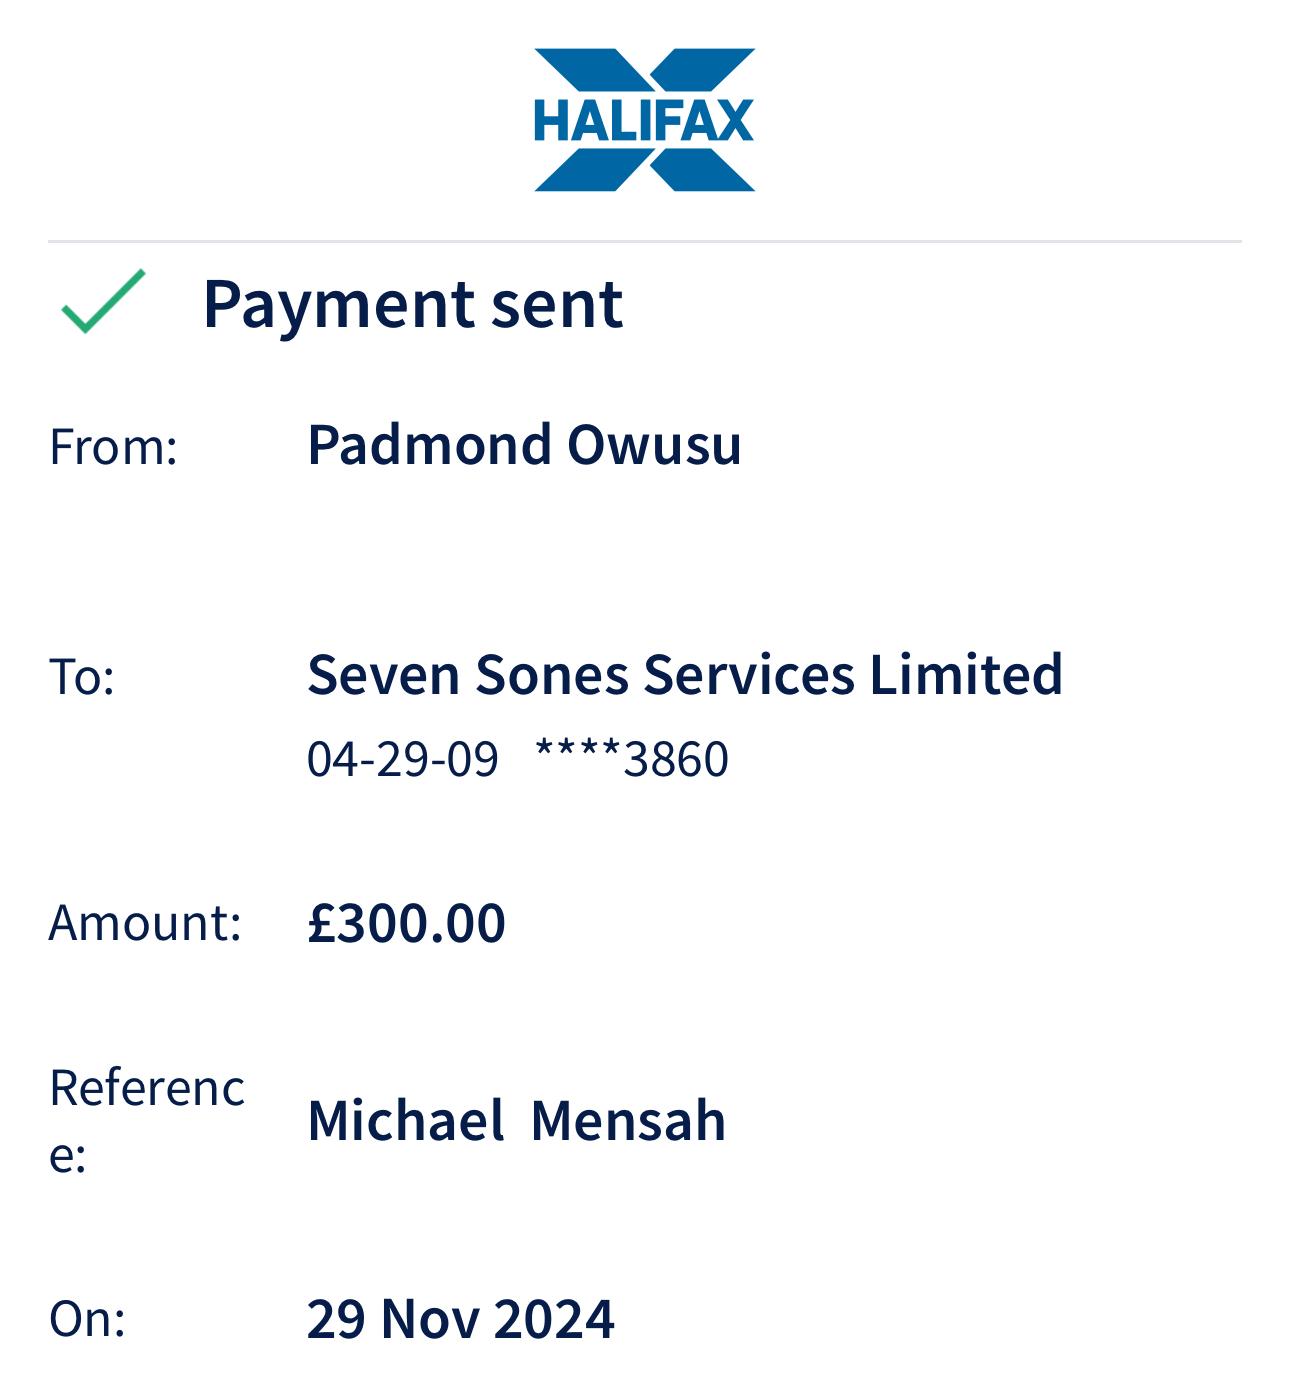 HALIFAX
Payment sent
From: Padmond Owusu
To: Seven Sones Services Limited
04-29-09 ****3860
Amount: £300.00
Referenc
e: Michael Mensah
On: 29 Nov 2024